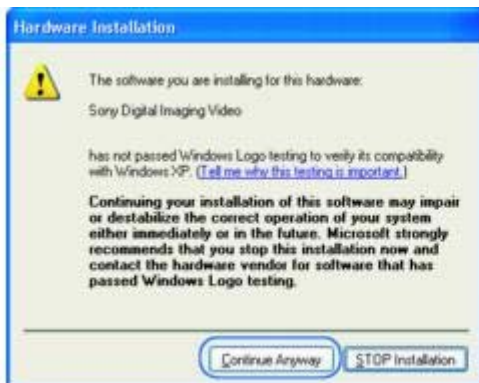 Hardware Installation
The software you are installing for this hardware:
Sony Digital Imaging Video
has not passed Windows Logo testing to verify its compatibility
with Windows XP. (Tell me why this testing is important.)
Continuing your installation of this software may impair
or destabilize the correct operation of your system
either immediately or in the future. Microsoft strongly
recommends that you stop this installation now and
contact the hardware vendor for software that has
passed Windows Logo testing.
Continue Anyway STOP Installation